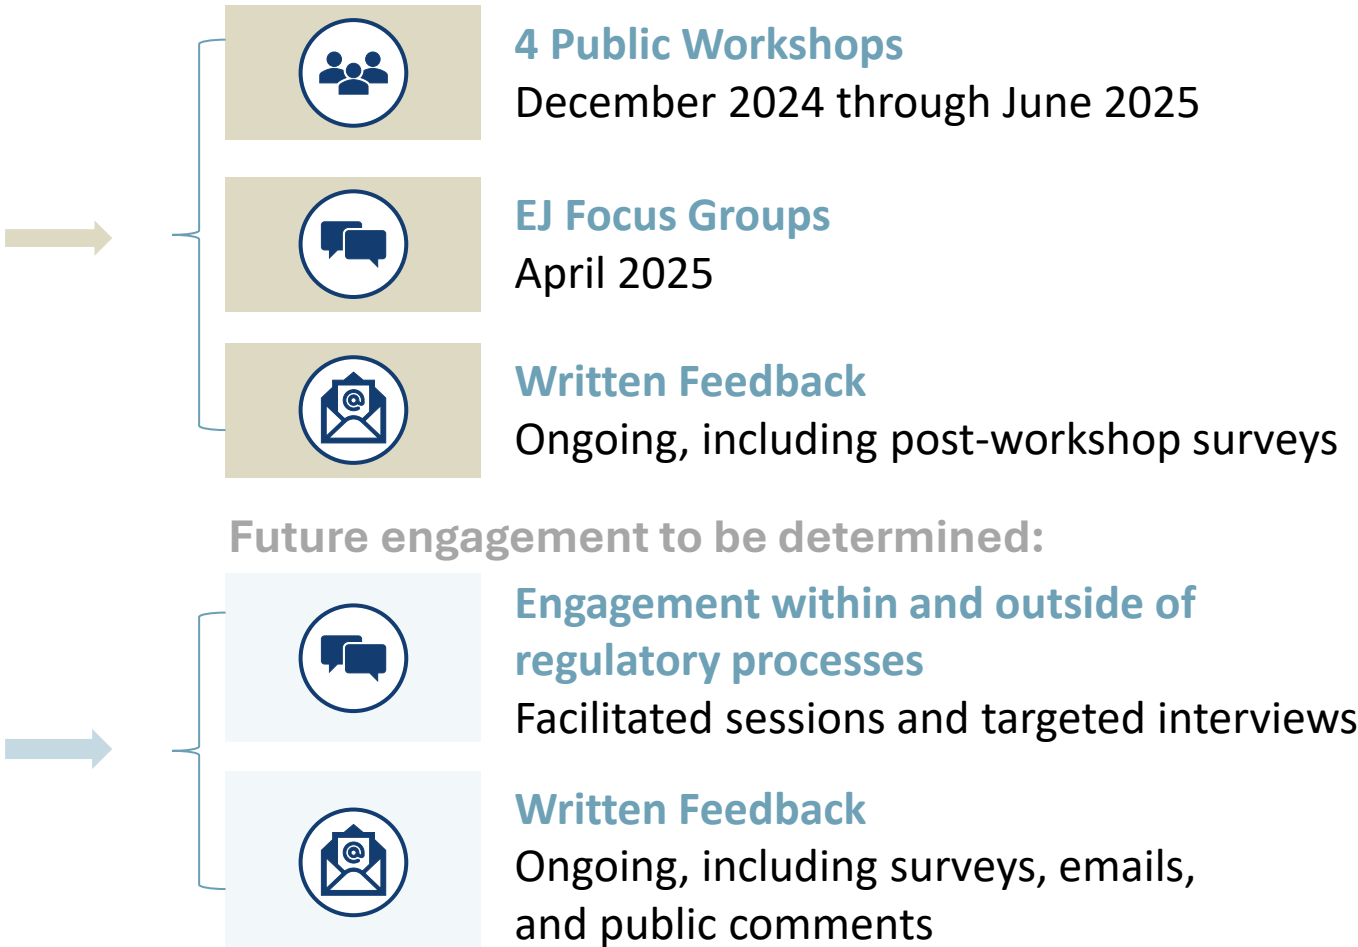 4 Public Workshops
December 2024 through June 2025
EJ Focus Groups
April 2025
@
Written Feedback
Ongoing, including post-workshop surveys
Future engagement to be determined:
Engagement within and outside of
regulatory processes
Facilitated sessions and targeted interviews
@
Written Feedback
Ongoing, including surveys, emails,
and public comments